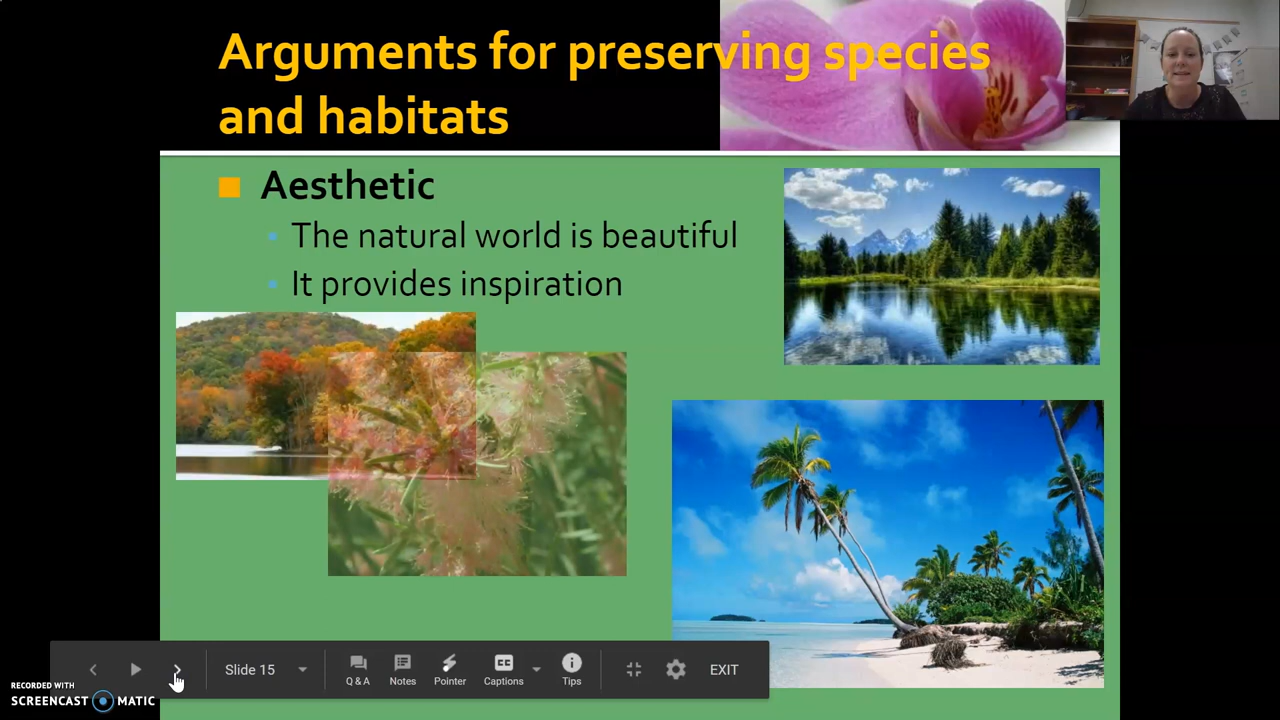 Arguments for preserving species
and habitats
Aesthetic
The natural world is beautiful
It provides inspiration
Slide 15
Q & A
Notes
Pointer
CC
Captions
Tips
EXIT
RECORDED WITH
SCREENCAST MATIC